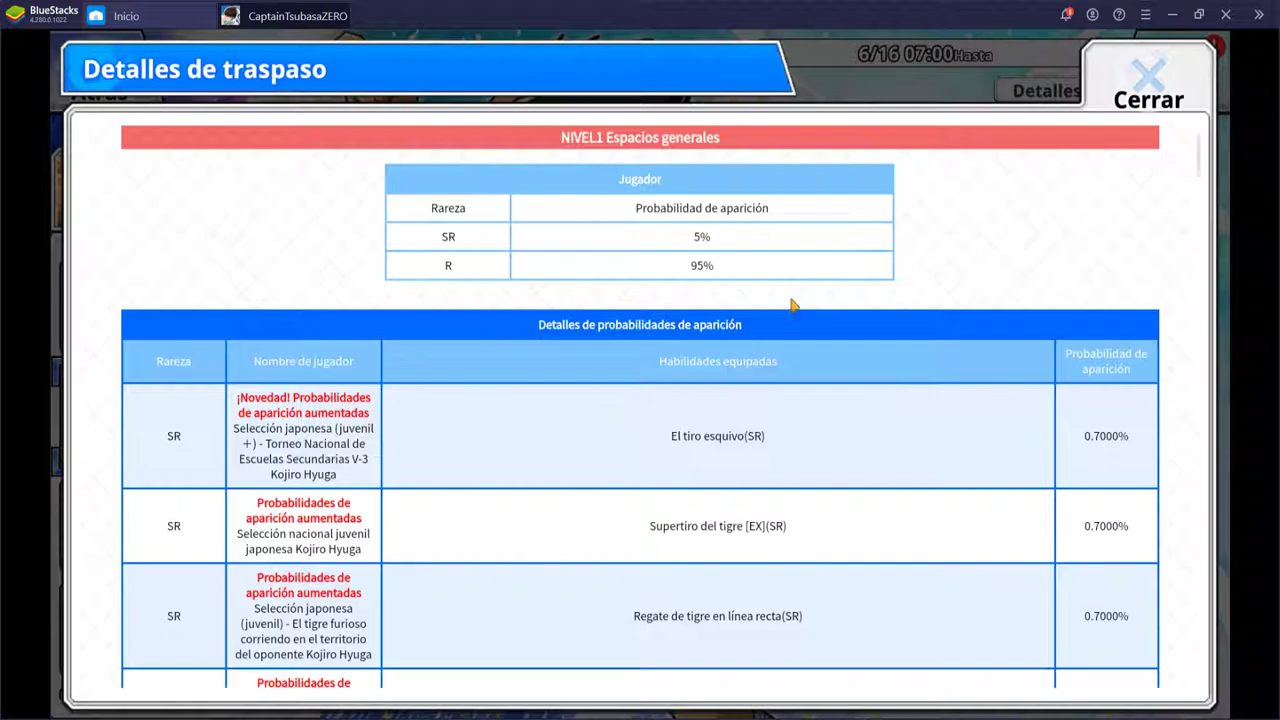 BlueStacks
4.280.0.1022
Inicio
CaptainTsubasaZERO
Detalles de traspaso
6/16 07:00Hasta
Detalles
Cerrar
Atrás
NIVEL1 Espacios generales
Jugador
Rareza
Probabilidad de aparición
SR
5%
R
95%
Detalles de probabilidades de aparición
Rareza
Nombre de jugador
Habilidades equipadas
Probabilidad de
aparición
SR
¡Novedad! Probabilidades
de aparición aumentadas
Selección japonesa (juvenil
+) - Torneo Nacional de
Escuelas Secundarias V-3
Kojiro Hyuga
El tiro esquivo(SR)
0.7000%
SR
Probabilidades de
aparición aumentadas
Selección nacional juvenil
japonesa Kojiro Hyuga
Supertiro del tigre [EX](SR)
0.7000%
SR
Probabilidades de
aparición aumentadas
Selección japonesa
(juvenil) - El tigre furioso
corriendo en el territorio
del oponente Kojiro Hyuga
Regate de tigre en línea recta(SR)
0.7000%
Probabilidades de